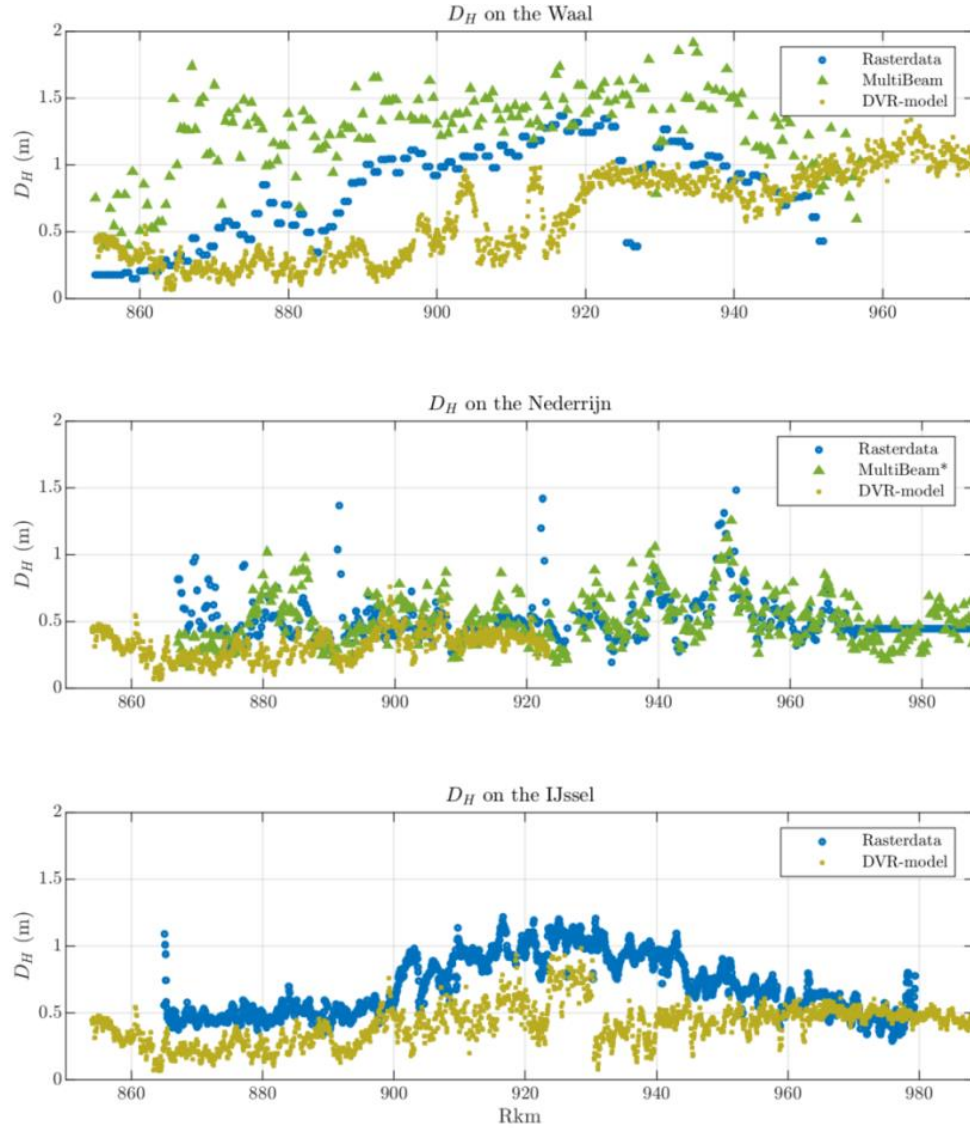 D_H on the Waal
2
1.5
1
0.5
0
D_H (m)
Rasterdata
MultiBeam
DVR-model
860 880 900 920 940 960
D_H on the Nederrijn
2
1.5
1
0.5
0
D_H (m)
Rasterdata
MultiBeam*
DVR-model
860 880 900 920 940 960 980
D_H on the IJssel
2
1.5
1
0.5
0
D_H (m)
Rasterdata
DVR-model
860 880 900 920 940 960 980
Rkm